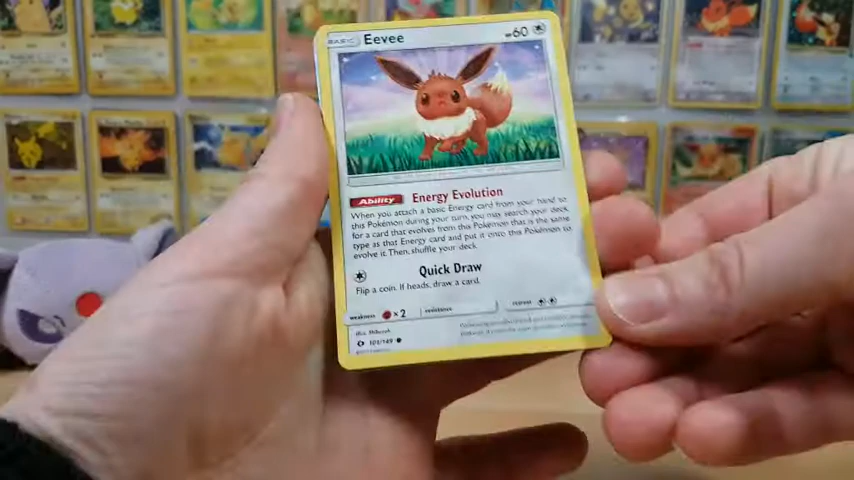 BASIC Eevee HP60
Ability Energy Evolution
When you attach a basic Energy card from your hand to
this Pokémon during your turn, you may search your deck
for a card that evolves from this Pokémon that is the same
type as that Energy card and put it onto this Pokémon to
evolve it. Then, shuffle your deck.
Quick Draw
Flip a coin. If heads, draw a card.
weakness ×2 resistance retreat
101/149